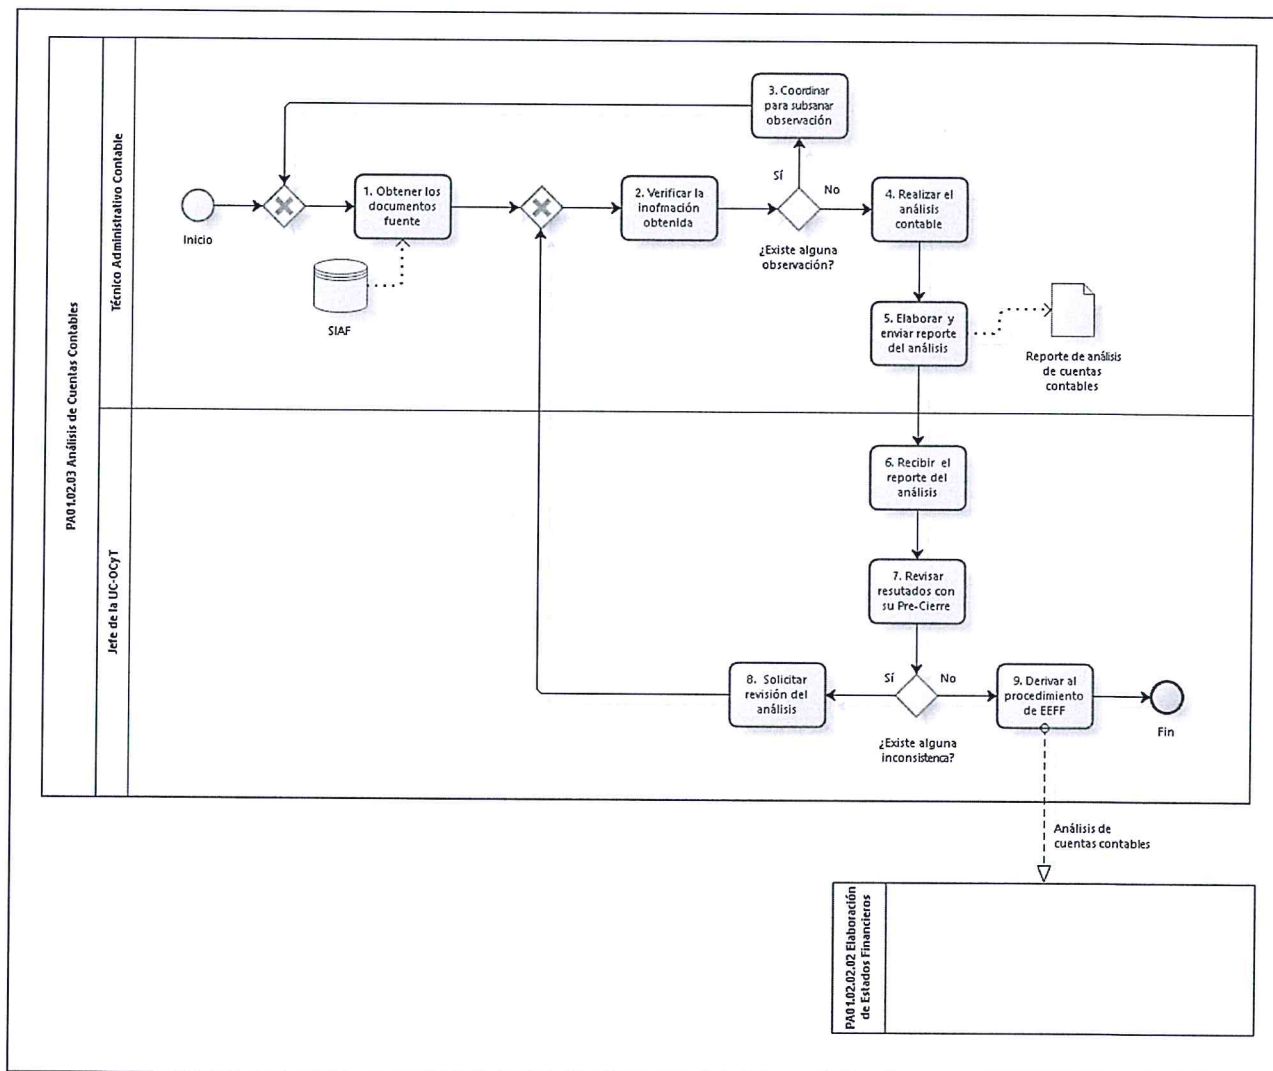 PA01.02.03 Análisis de Cuentas Contables
Técnico Administrativo Contable
3. Coordinar
para subsanar
observación
Inicio
1. Obtener los
documentos
fuente
SIAF
2. Verificar la
inofmación
obtenida
Sí
No
¿Existe alguna
observación?
4. Realizar el
análisis
contable
5. Elaborar y
enviar reporte
del análisis
Reporte de análisis
de cuentas
contables
Jefe de la UC-OCyT
6. Recibir el
reporte del
análisis
7. Revisar
resutados con
su Pre-Cierre
8. Solicitar
revisión del
análisis
Sí
No
¿Existe alguna
inconsistenca?
9. Derivar al
procedimiento
de EEFF
Fin
Análisis de
cuentas contables
PA01.02.02.02 Elaboración
de Estados Financieros